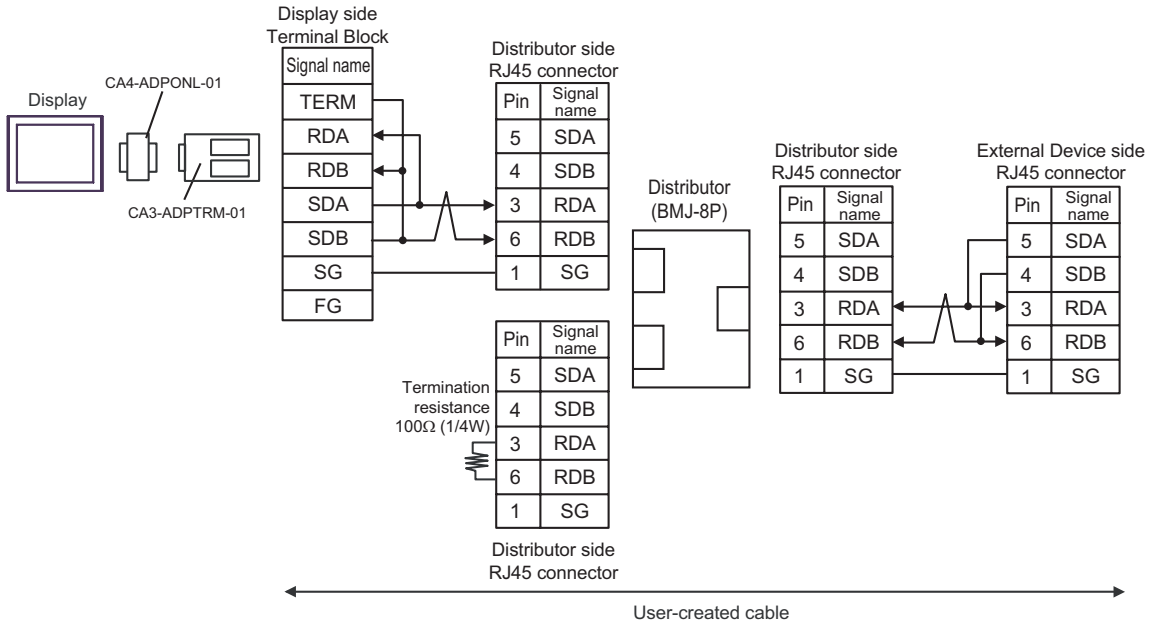 Display side
Terminal Block
Signal name
TERM
RDA
RDB
SDA
SDB
SG
FG
Display
CA4-ADPONL-01
CA3-ADPTRM-01
Distributor side
RJ45 connector
Pin Signal name
5 SDA
4 SDB
3 RDA
6 RDB
1 SG
Termination
resistance
100Ω (1/4W)
Pin Signal name
5 SDA
4 SDB
3 RDA
6 RDB
1 SG
Distributor side
RJ45 connector
Distributor
(BMJ-8P)
Distributor side
RJ45 connector
Pin Signal name
5 SDA
4 SDB
3 RDA
6 RDB
1 SG
External Device side
RJ45 connector
Pin Signal name
5 SDA
4 SDB
3 RDA
6 RDB
1 SG
User-created cable